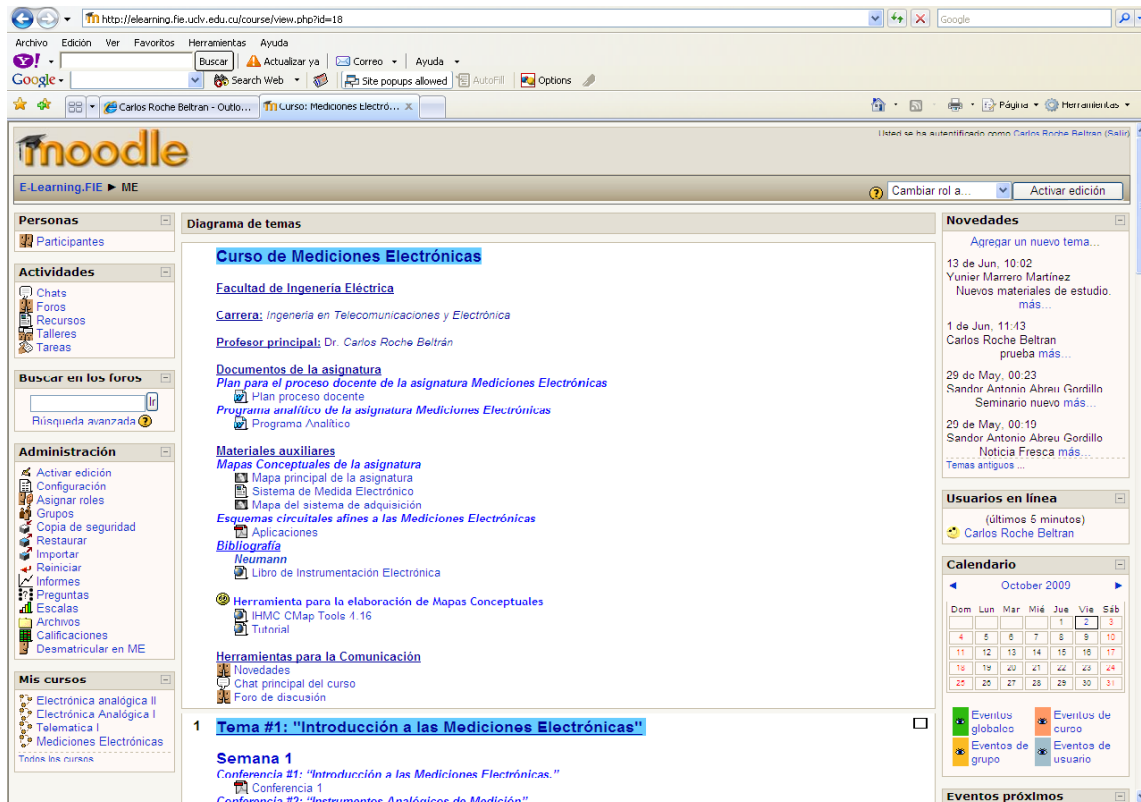 http://elearning.fie.uclv.edu.cu/course/view.php?id=18
Google
Archivo Edición Ver Favoritos Herramientas Ayuda
Y! Buscar Actualizar ya Correo Ayuda
Google Search Web Site popups allowed AutoFill Options
Carlos Roche Beltran - Outlo... Curso: Mediciones Electró... Página Herramientas
moodle
Usted se ha autentificado como Carlos Roche Beltran (Salir)
E-Learning.FIE ► ME
Cambiar rol a... Activar edición
Personas
Participantes
Actividades
Chats
Foros
Recursos
Talleres
Tareas
Buscar en los foros
Ir
Búsqueda avanzada
Administración
Activar edición
Configuración
Asignar roles
Grupos
Copia de seguridad
Restaurar
Importar
Reiniciar
Informes
Preguntas
Escalas
Archivos
Calificaciones
Desmatricular en ME
Mis cursos
Electrónica analógica II
Electrónica Analógica I
Telematica I
Mediciones Electrónicas
Todos los cursos
Diagrama de temas
Curso de Mediciones Electrónicas
Facultad de Ingeniería Eléctrica
Carrera: Ingenería en Telecomunicaciones y Electrónica
Profesor principal: Dr. Carlos Roche Beltrán
Documentos de la asignatura
Plan para el proceso docente de la asignatura Mediciones Electrónicas
Plan proceso docente
Programa analítico de la asignatura Mediciones Electrónicas
Programa Analítico
Materiales auxiliares
Mapas Conceptuales de la asignatura
Mapa principal de la asignatura
Sistema de Medida Electrónico
Mapa del sistema de adquisición
Esquemas circuitales afines a las Mediciones Electrónicas
Aplicaciones
Bibliografía
Neumann
Libro de Instrumentación Electrónica
Herramienta para la elaboración de Mapas Conceptuales
IHMC CMap Tools 4.16
Tutorial
Herramientas para la Comunicación
Novedades
Chat principal del curso
Foro de discusión
1 Tema #1: "Introducción a las Mediciones Electrónicas"
Semana 1
Conferencia #1: "Introducción a las Mediciones Electrónicas."
Conferencia 1
Conferencia #2: "Instrumentos Analógicos de Medición"
Novedades
Agregar un nuevo tema...
13 de Jun, 10:02
Yunier Marrero Martínez
Nuevos materiales de estudio.
más...
1 de Jun, 11:43
Carlos Roche Beltran
prueba más...
29 de May, 00:23
Sandor Antonio Abreu Gordillo
Seminario nuevo más...
29 de May, 00:19
Sandor Antonio Abreu Gordillo
Noticia Fresca más...
Temas antiguos ...
Usuarios en línea
(últimos 5 minutos)
Carlos Roche Beltran
Calendario
◄ October 2009 ►
Dom Lun Mar Mié Jue Vie Sáb
1 2 3
4 5 6 7 8 9 10
11 12 13 14 15 16 17
18 19 20 21 22 23 24
25 26 27 28 29 30 31
Eventos globales
Eventos de curso
Eventos de grupo
Eventos de usuario
Eventos próximos